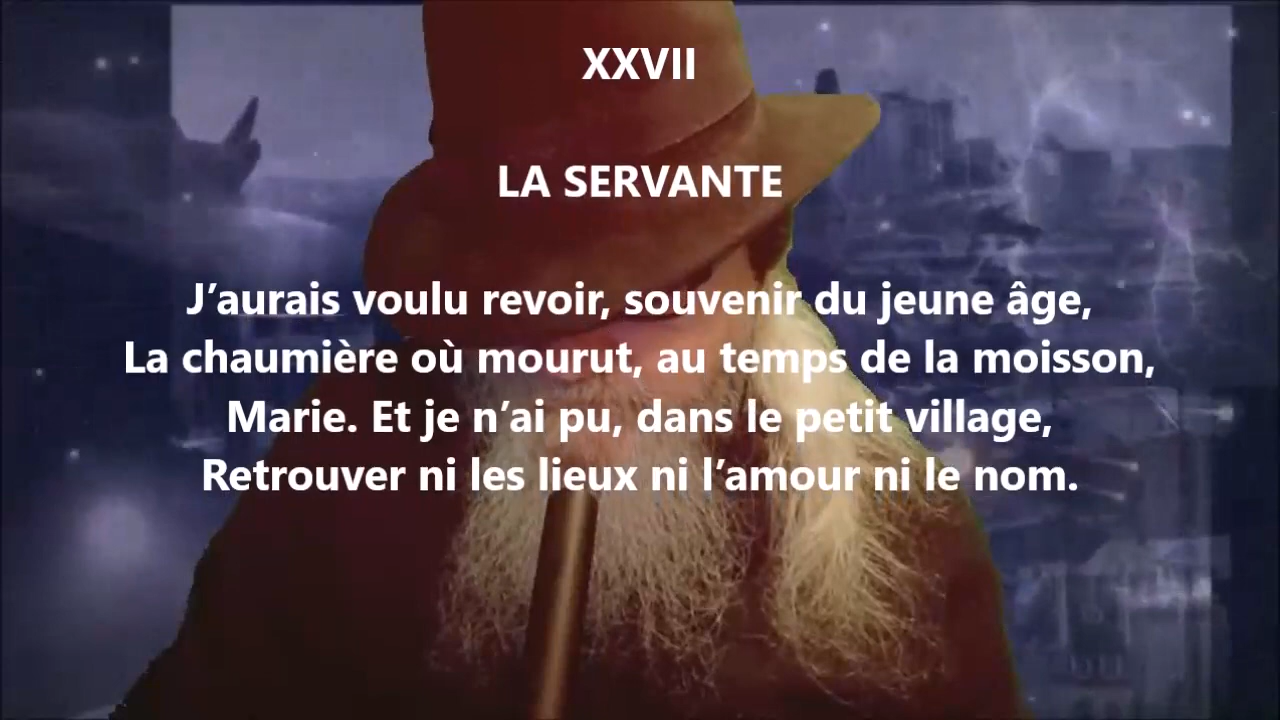 XXVII
LA SERVANTE
J’aurais voulu revoir, souvenir du jeune âge,
La chaumière où mourut, au temps de la moisson,
Marie. Et je n’ai pu, dans le petit village,
Retrouver ni les lieux ni l’amour ni le nom.